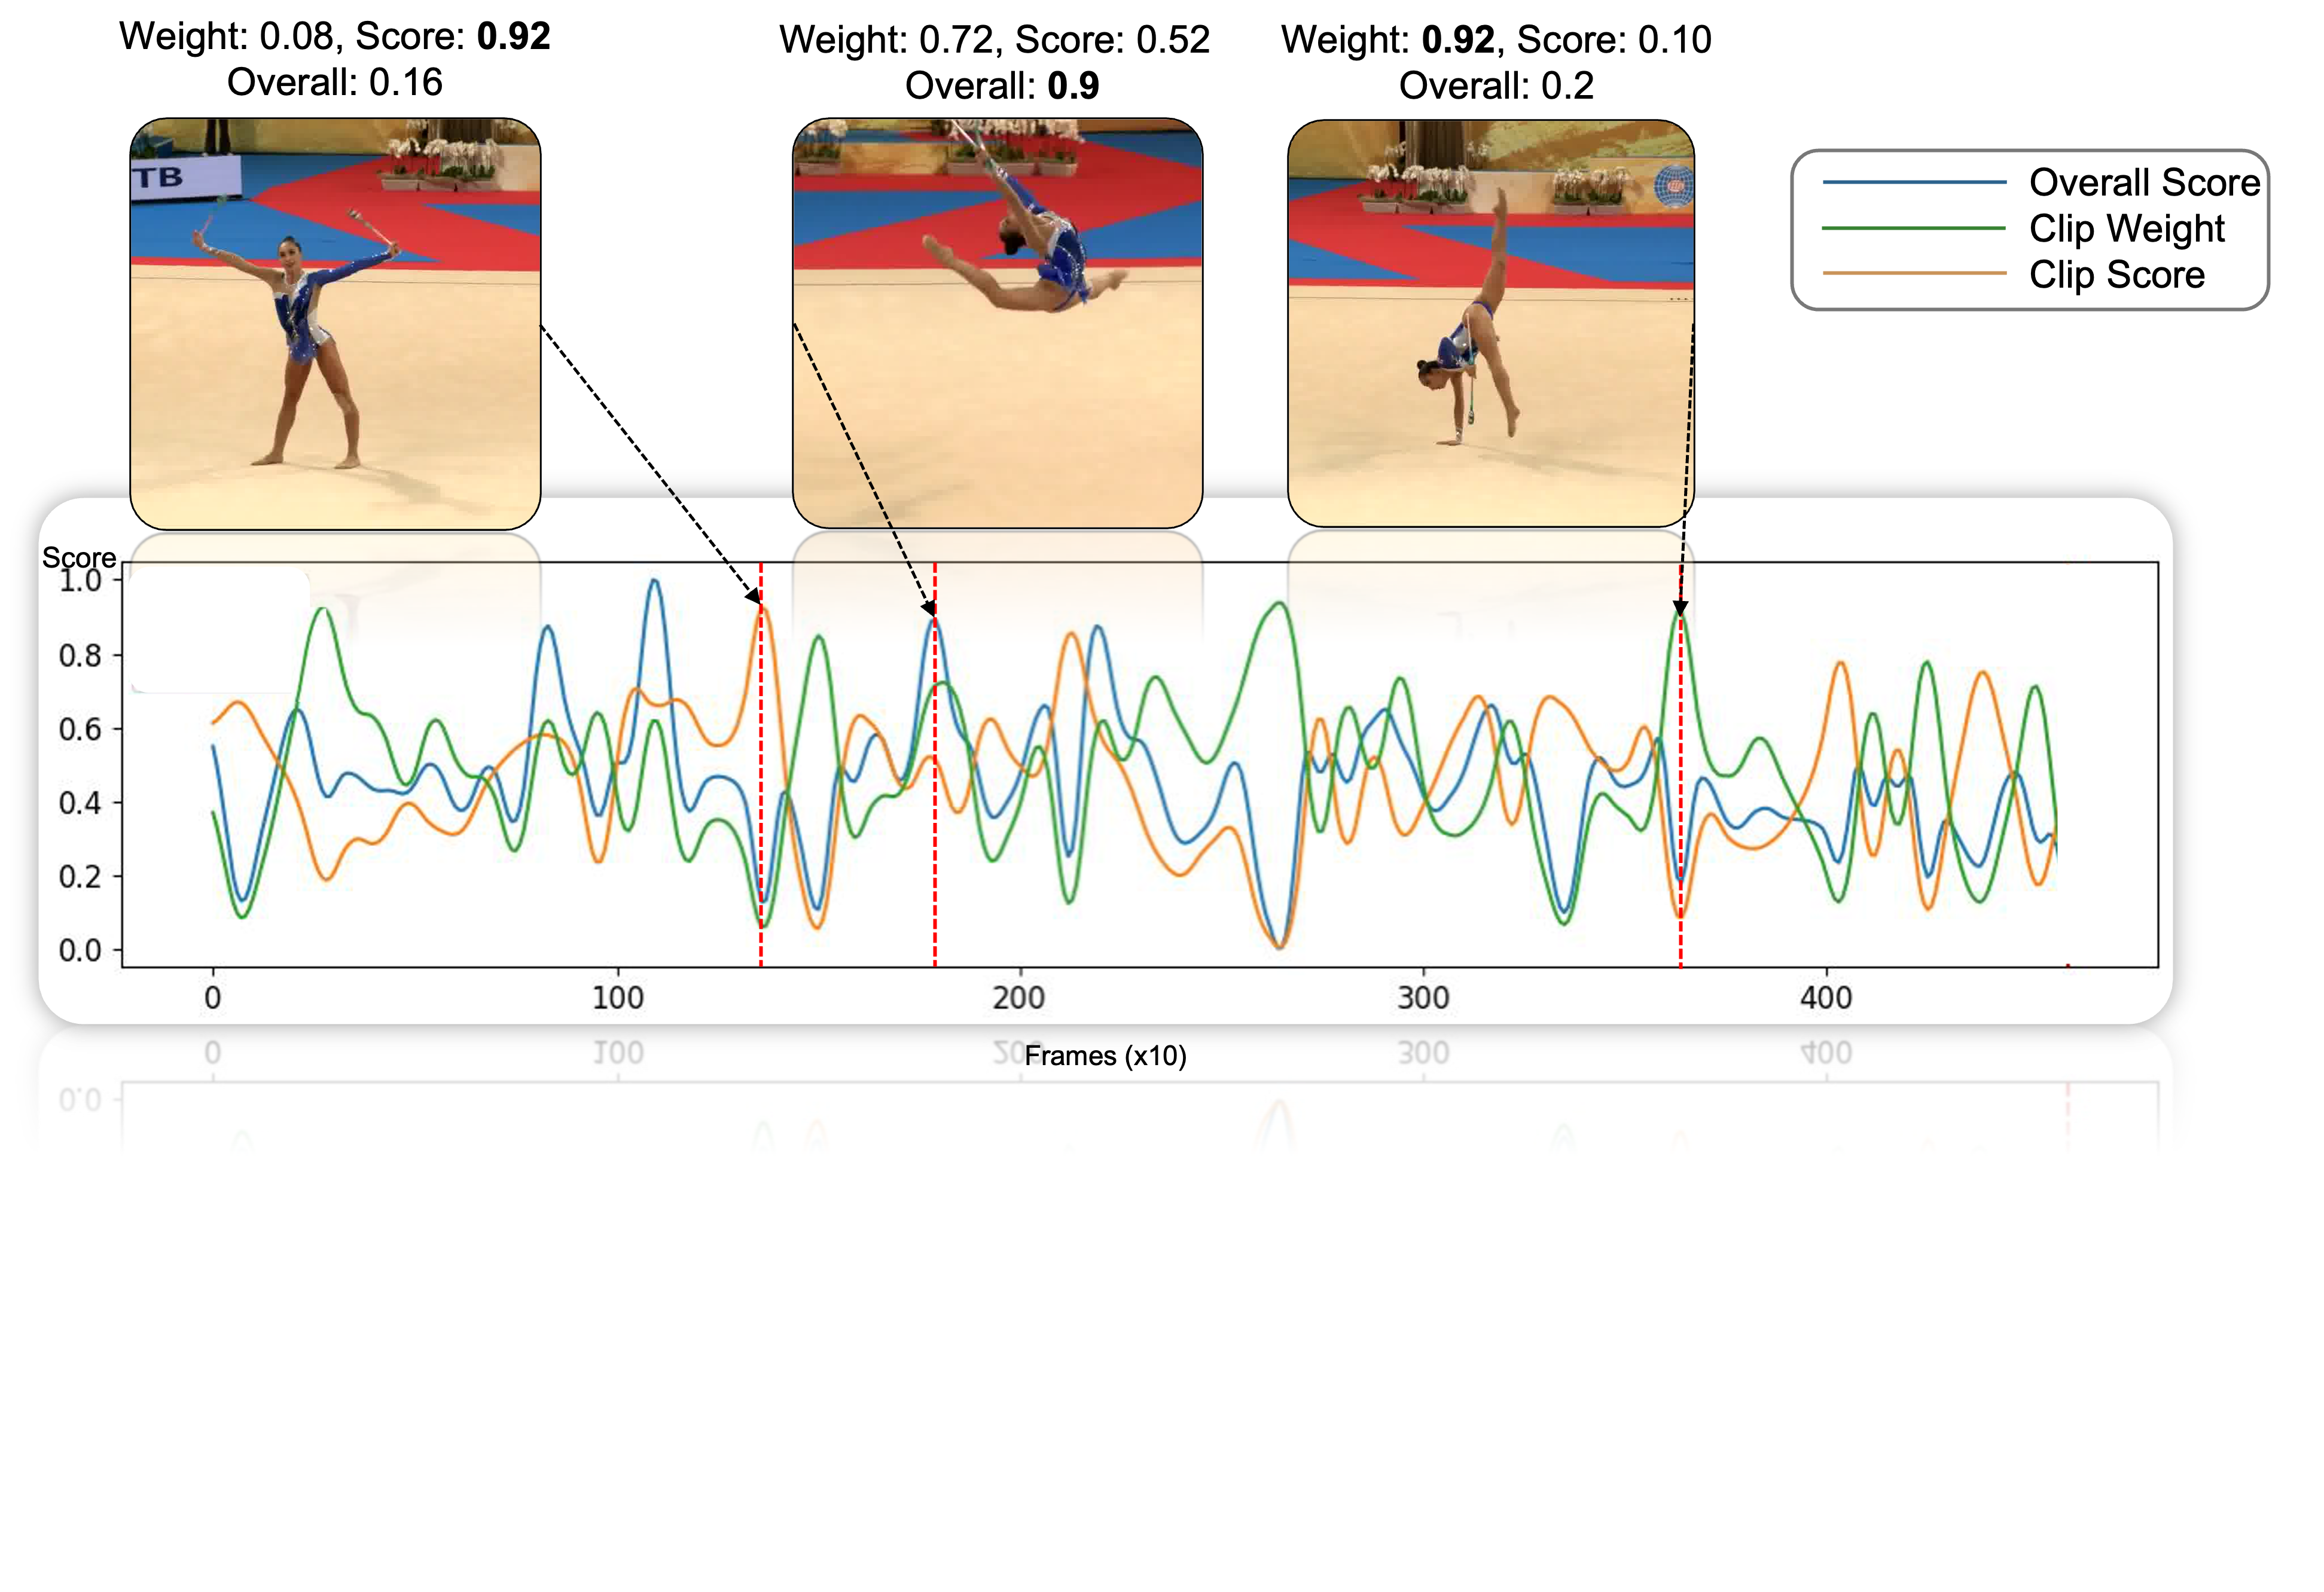 Weight: 0.08, Score: 0.92
Overall: 0.16
Weight: 0.72, Score: 0.52
Overall: 0.9
Weight: 0.92, Score: 0.10
Overall: 0.2
TB
Overall Score
Clip Weight
Clip Score
Score
1.0
0.8
0.6
0.4
0.2
0.0
0
100
200
300
400
Frames (x10)